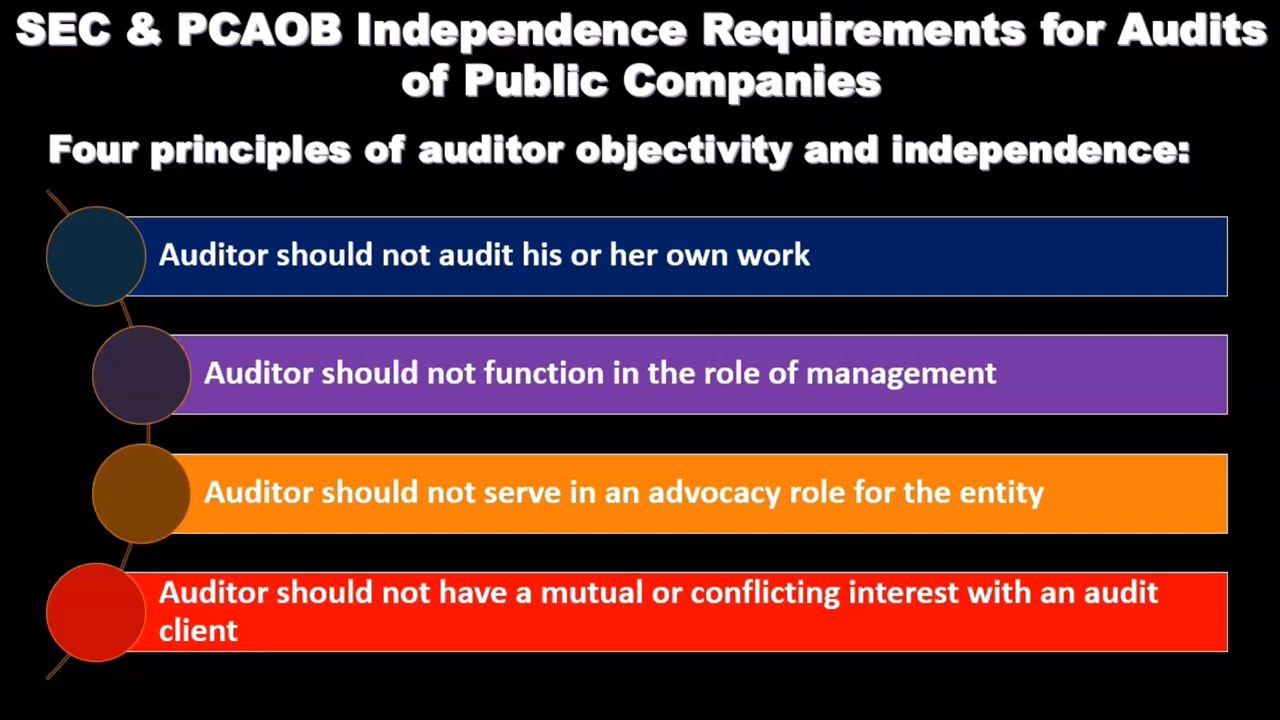 SEC & PCAOB Independence Requirements for Audits
of Public Companies
Four principles of auditor objectivity and independence:
Auditor should not audit his or her own work
Auditor should not function in the role of management
Auditor should not serve in an advocacy role for the entity
Auditor should not have a mutual or conflicting interest with an audit
client